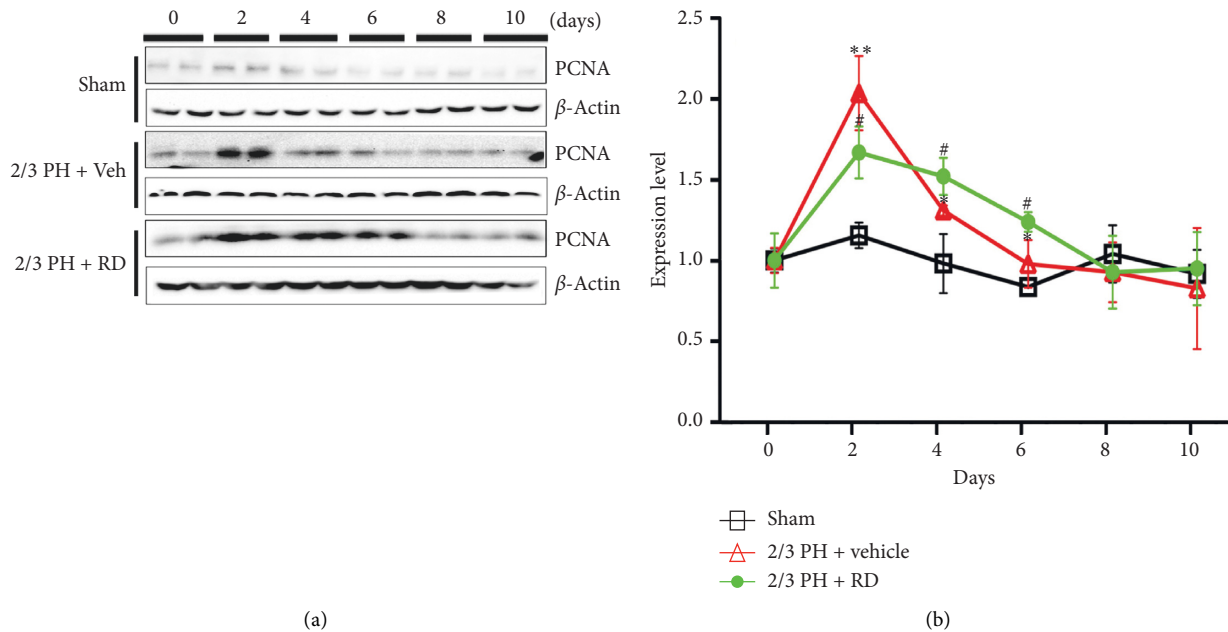 0 2 4 6 8 10 (days)
Sham
PCNA
β-Actin
2/3 PH + Veh
PCNA
β-Actin
2/3 PH + RD
PCNA
β-Actin
(a)
Expression level
2.5
2.0
1.5
1.0
0.5
0.0
**
#
#
*
#
*
0 2 4 6 8 10
Days
Sham
2/3 PH + vehicle
2/3 PH + RD
(b)